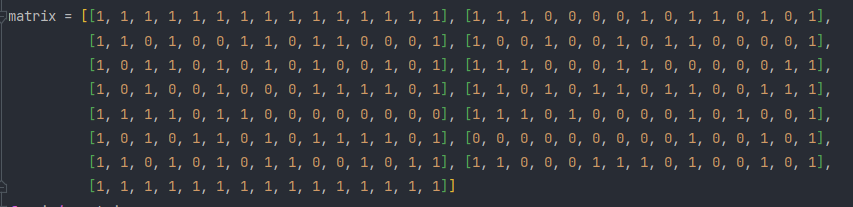 matrix = [[1, 1, 1, 1, 1, 1, 1, 1, 1, 1, 1, 1, 1, 1, 1], [1, 1, 1, 0, 0, 0, 0, 1, 0, 1, 1, 0, 1, 0, 1],
[1, 1, 0, 1, 0, 0, 1, 1, 0, 1, 1, 0, 0, 0, 1], [1, 0, 0, 1, 0, 0, 1, 0, 1, 1, 0, 0, 0, 0, 1],
[1, 0, 1, 1, 0, 1, 0, 1, 0, 1, 0, 0, 1, 0, 1], [1, 1, 1, 0, 0, 0, 1, 1, 0, 0, 0, 0, 0, 1, 1],
[1, 0, 1, 0, 0, 1, 0, 0, 0, 1, 1, 1, 1, 0, 1], [1, 1, 0, 1, 0, 1, 1, 0, 1, 1, 0, 0, 1, 1, 1],
[1, 1, 1, 1, 0, 1, 1, 0, 0, 0, 0, 0, 0, 0, 0], [1, 1, 1, 0, 1, 0, 0, 0, 0, 1, 0, 1, 0, 0, 1],
[1, 0, 1, 0, 1, 1, 0, 1, 0, 1, 1, 1, 1, 0, 1], [0, 0, 0, 0, 0, 0, 0, 0, 0, 1, 0, 0, 1, 0, 1],
[1, 1, 0, 1, 0, 1, 0, 1, 1, 0, 0, 1, 0, 1, 1], [1, 1, 0, 0, 0, 1, 1, 1, 0, 1, 0, 0, 1, 0, 1],
[1, 1, 1, 1, 1, 1, 1, 1, 1, 1, 1, 1, 1, 1, 1]]